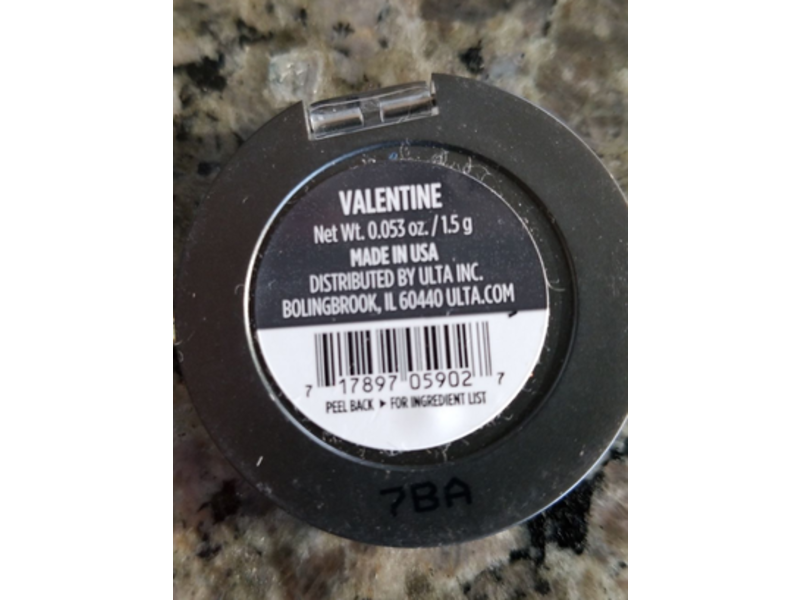 VALENTINE
Net Wt. 0.053 oz. / 1.5 g
MADE IN USA
DISTRIBUTED BY ULTA INC.
BOLINGBROOK, IL 60440 ULTA.COM
7 17897 05902 7
PEEL BACK ► FOR INGREDIENT LIST
7BA